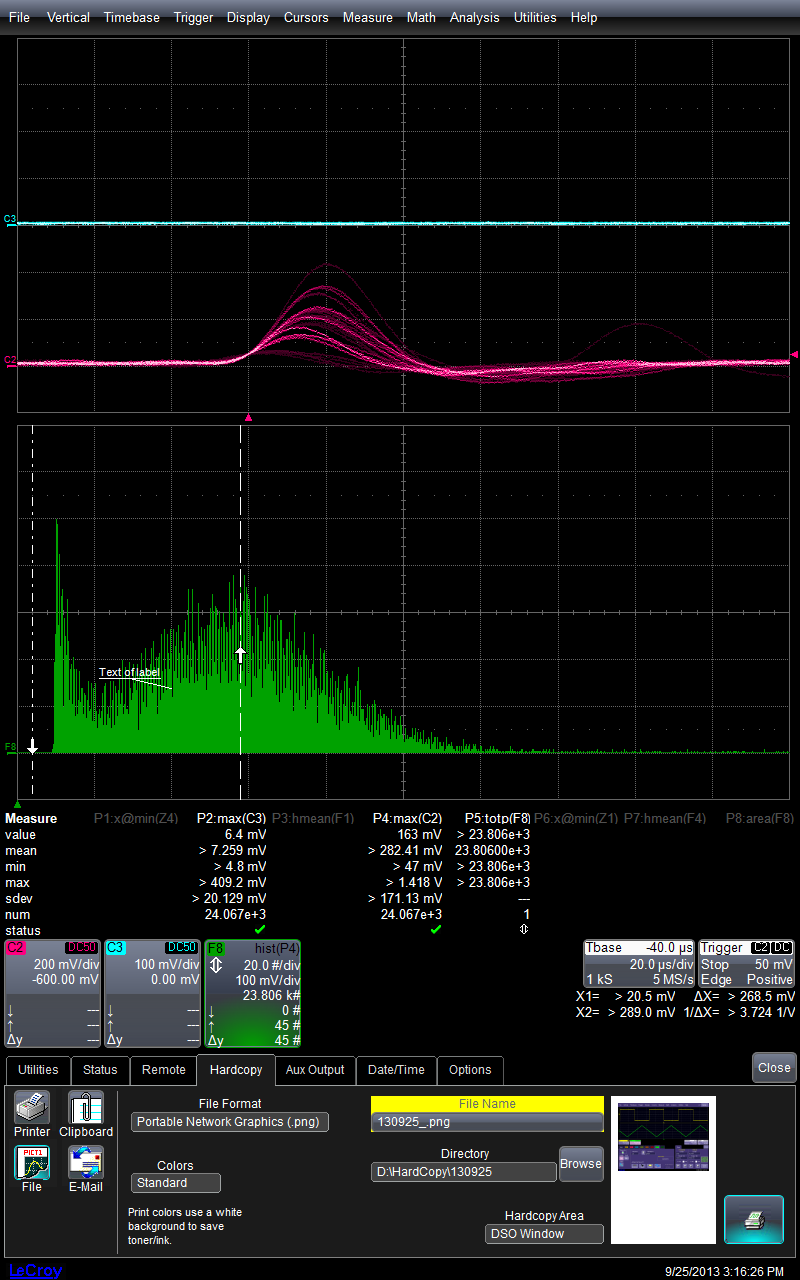 File Vertical Timebase Trigger Display Cursors Measure Math Analysis Utilities Help
C3
C2
Text of label
F8
Measure P1:x@min(Z4) P2:max(C3) P3:hmean(F1) P4:max(C2) P5:totp(F8) P6:x@min(Z1) P7:hmean(F4) P8:area(F8)
value 6.4 mV 163 mV > 23.806e+3
mean > 7.259 mV > 282.41 mV 23.80600e+3
min > 4.8 mV > 47 mV > 23.806e+3
max > 409.2 mV > 1.418 V > 23.806e+3
sdev > 20.129 mV > 171.13 mV ---
num 24.067e+3 24.067e+3 1
status
C2 DC50 C3 DC50 F8 hist(P4) Tbase -40.0 µs Trigger C2 DC
200 mV/div 100 mV/div 20.0 #/div 20.0 µs/div Stop 50 mV
-600.00 mV 0.00 mV 100 mV/div 1 kS 5 MS/s Edge Positive
23.806 k#
X1= > 20.5 mV ΔX= > 268.5 mV
↓ --- ↓ --- ↓ 0 #
X2= > 289.0 mV 1/ΔX= > 3.724 1/V
↑ --- ↑ --- ↑ 45 #
Δy --- Δy --- Δy 45 #
Utilities Status Remote Hardcopy Aux Output Date/Time Options Close
File Format File Name
Printer Clipboard Portable Network Graphics (.png) 130925_.png
Colors Directory
PICT1
File E-Mail Standard D:\HardCopy\130925 Browse
Print colors use a white
background to save
toner/ink.
Hardcopy Area
DSO Window
LeCroy 9/25/2013 3:16:26 PM